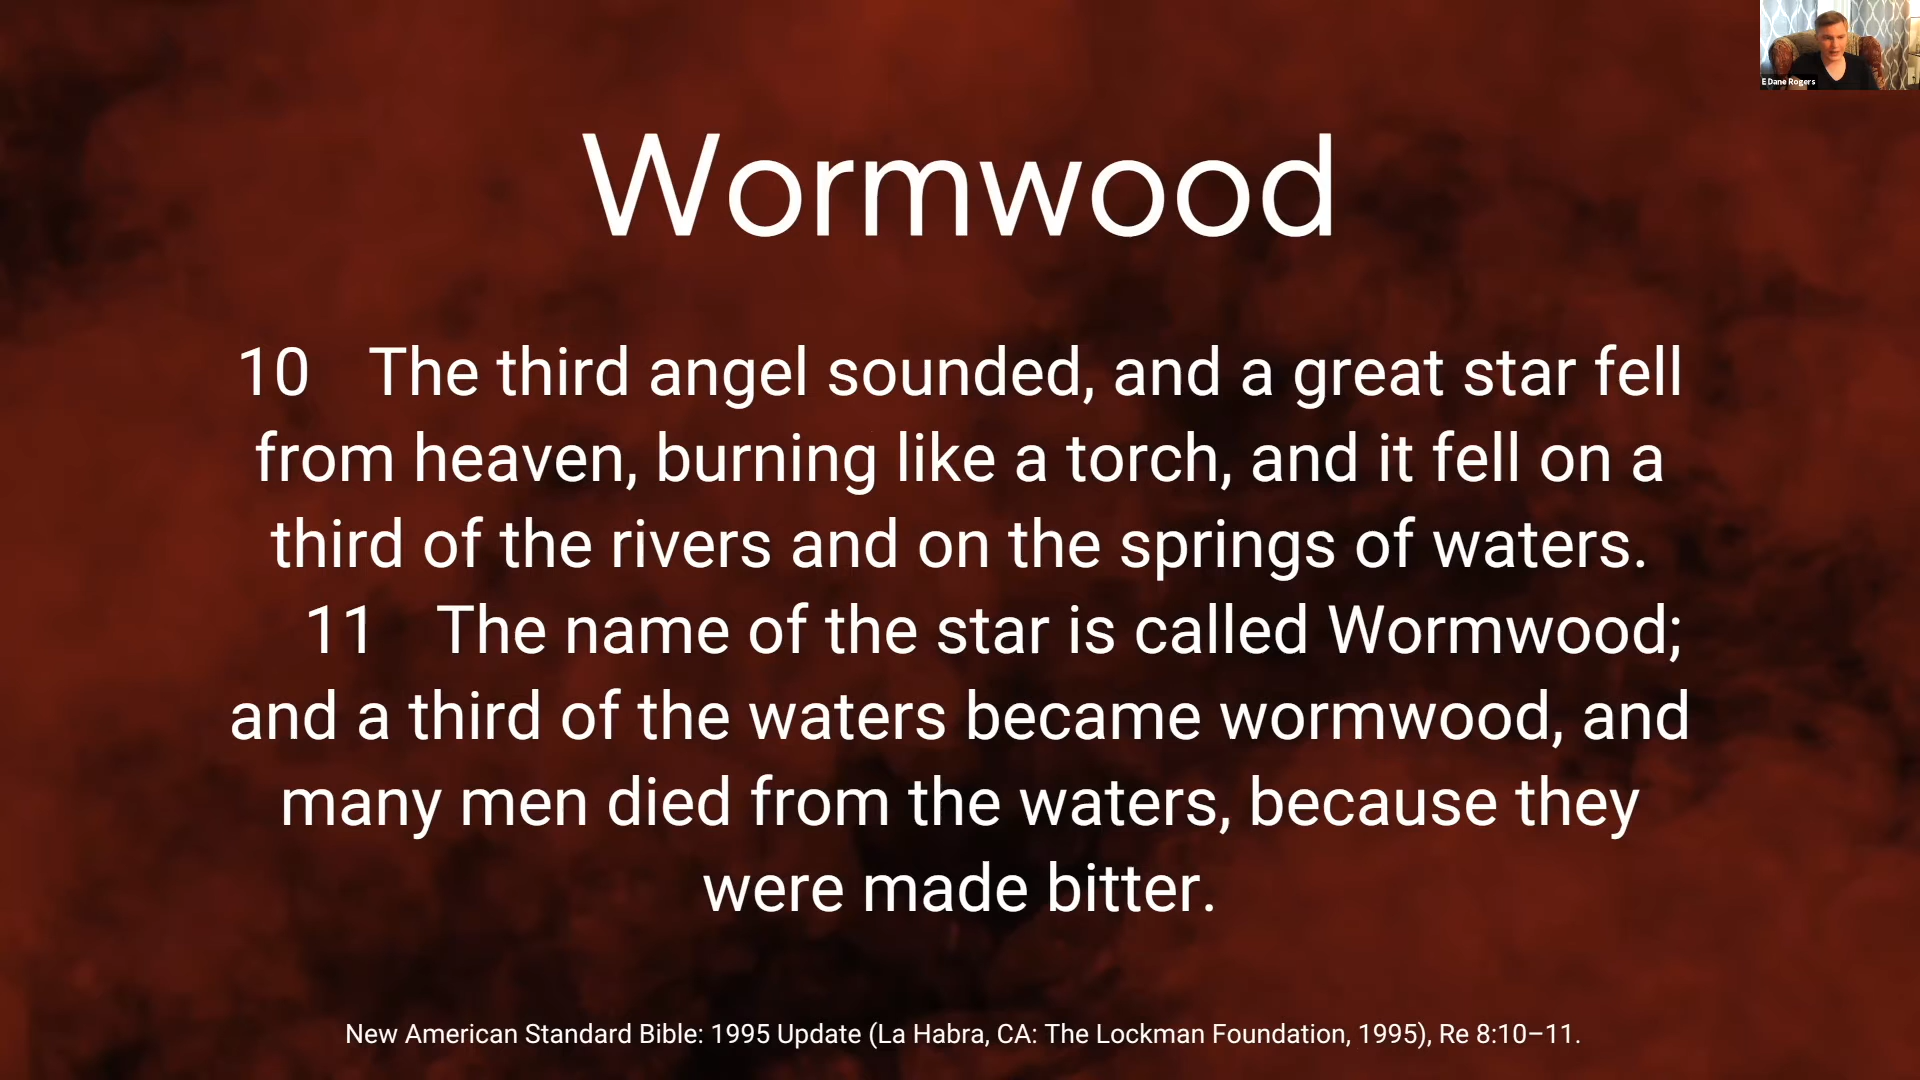 E Dane Rogers
Wormwood
10 The third angel sounded, and a great star fell
from heaven, burning like a torch, and it fell on a
third of the rivers and on the springs of waters.
11 The name of the star is called Wormwood;
and a third of the waters became wormwood, and
many men died from the waters, because they
were made bitter.
New American Standard Bible: 1995 Update (La Habra, CA: The Lockman Foundation, 1995), Re 8:10–11.